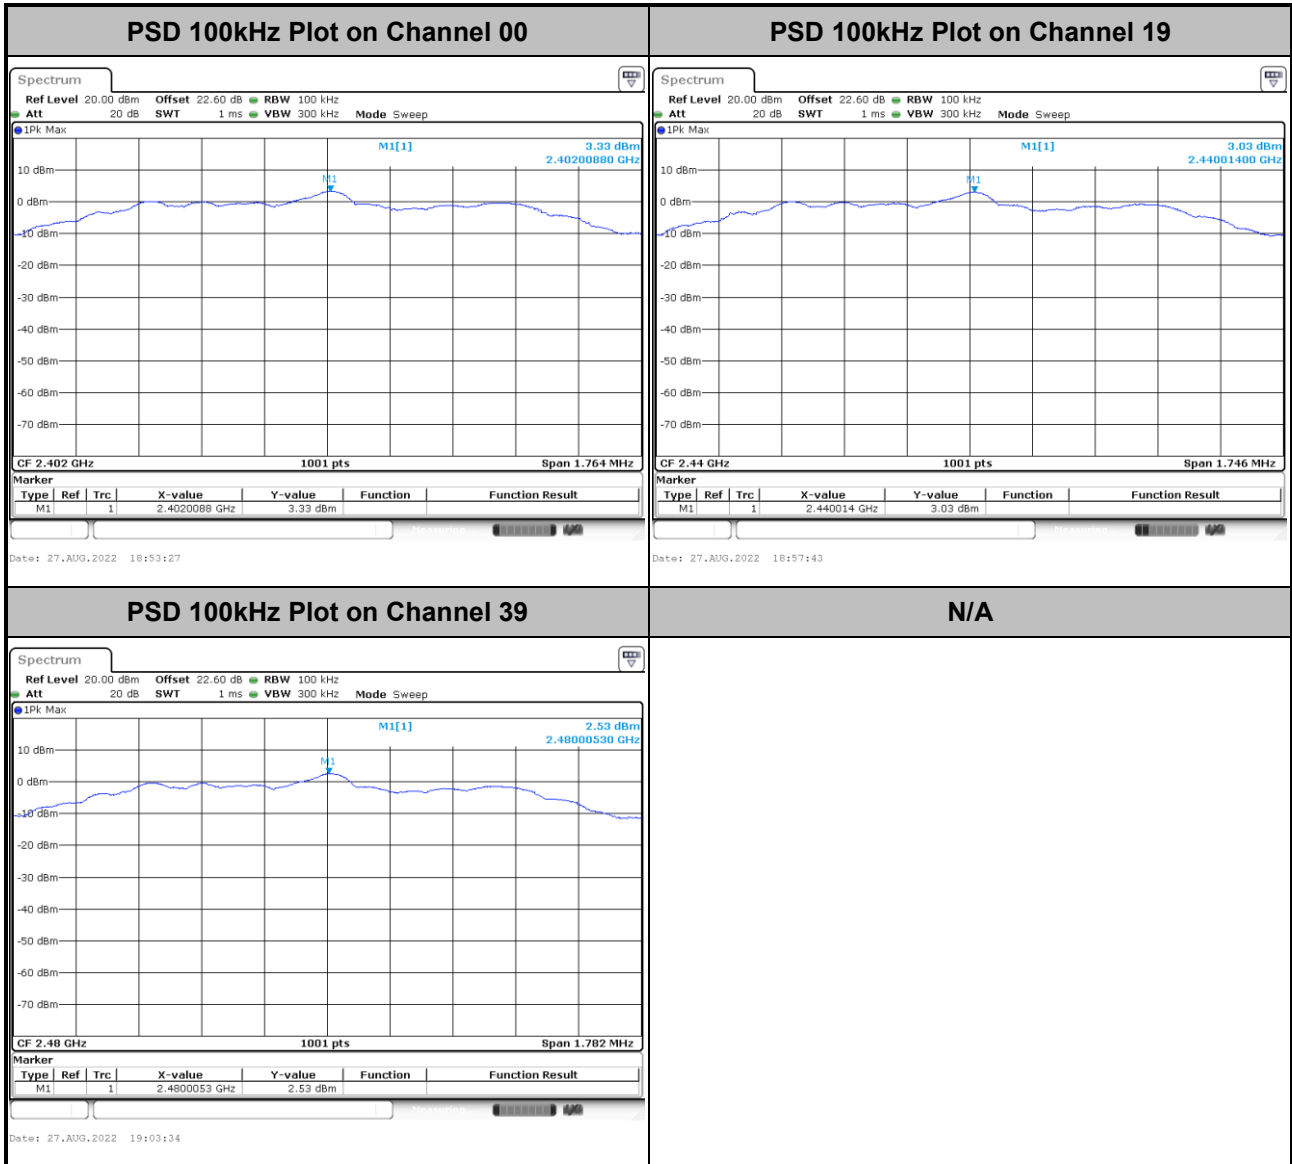 PSD 100kHz Plot on Channel 00
PSD 100kHz Plot on Channel 19
Spectrum
Ref Level 20.00 dBm Offset 22.60 dB RBW 100 kHz
Att 20 dB SWT 1 ms VBW 300 kHz Mode Sweep
1Pk Max
M1[1] 3.33 dBm
2.40200880 GHz
M1
10 dBm
0 dBm
-10 dBm
-20 dBm
-30 dBm
-40 dBm
-50 dBm
-60 dBm
-70 dBm
CF 2.402 GHz 1001 pts Span 1.764 MHz
Marker
Type Ref Trc X-value Y-value Function Function Result
M1 1 2.4020088 GHz 3.33 dBm
Measuring
Date: 27.AUG.2022 18:53:27
Spectrum
Ref Level 20.00 dBm Offset 22.60 dB RBW 100 kHz
Att 20 dB SWT 1 ms VBW 300 kHz Mode Sweep
1Pk Max
M1[1] 3.03 dBm
2.44001400 GHz
M1
10 dBm
0 dBm
-10 dBm
-20 dBm
-30 dBm
-40 dBm
-50 dBm
-60 dBm
-70 dBm
CF 2.44 GHz 1001 pts Span 1.746 MHz
Marker
Type Ref Trc X-value Y-value Function Function Result
M1 1 2.440014 GHz 3.03 dBm
Measuring
Date: 27.AUG.2022 18:57:43
PSD 100kHz Plot on Channel 39
N/A
Spectrum
Ref Level 20.00 dBm Offset 22.60 dB RBW 100 kHz
Att 20 dB SWT 1 ms VBW 300 kHz Mode Sweep
1Pk Max
M1[1] 2.53 dBm
2.48000530 GHz
M1
10 dBm
0 dBm
-10 dBm
-20 dBm
-30 dBm
-40 dBm
-50 dBm
-60 dBm
-70 dBm
CF 2.48 GHz 1001 pts Span 1.782 MHz
Marker
Type Ref Trc X-value Y-value Function Function Result
M1 1 2.4800053 GHz 2.53 dBm
Measuring
Date: 27.AUG.2022 19:03:34